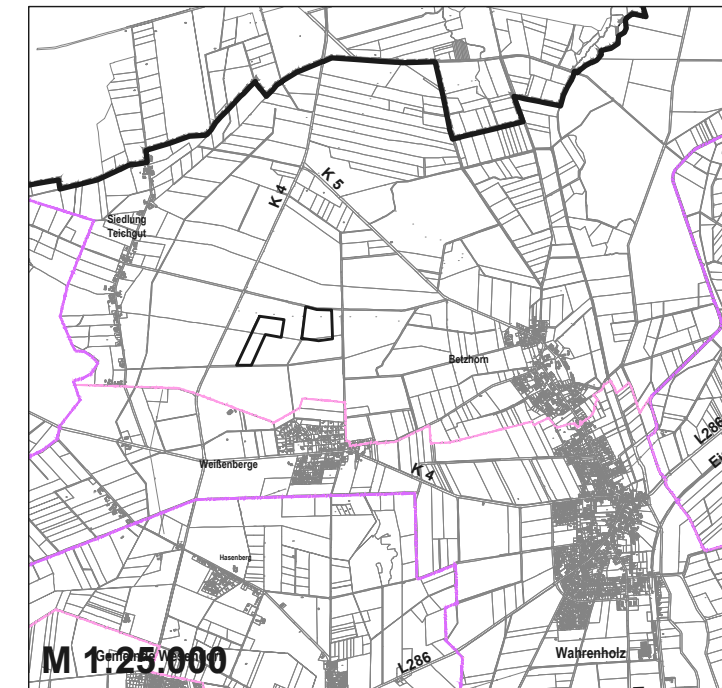 K 5
K 4
Siedlung
Teichgut
Betzhorn
L286
Weißenberge
K 4
Hasenberg
Wahrenholz
L286
M 1:25.000